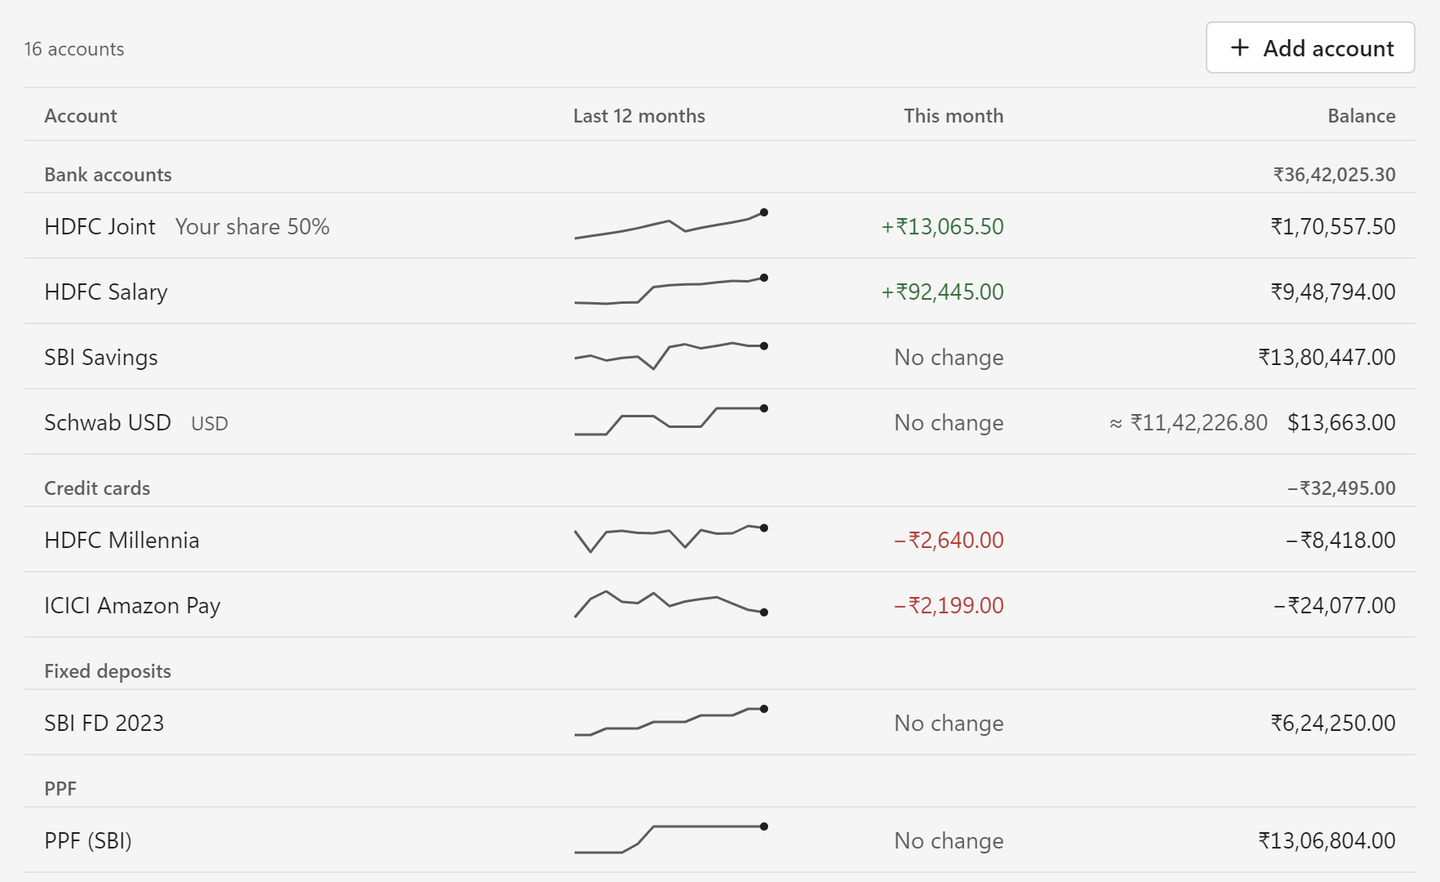 16 accounts
+ Add account
Account Last 12 months This month Balance
Bank accounts ₹36,42,025.30
HDFC Joint Your share 50% +₹13,065.50 ₹1,70,557.50
HDFC Salary +₹92,445.00 ₹9,48,794.00
SBI Savings No change ₹13,80,447.00
Schwab USD USD No change ≈ ₹11,42,226.80 $13,663.00
Credit cards −₹32,495.00
HDFC Millennia −₹2,640.00 −₹8,418.00
ICICI Amazon Pay −₹2,199.00 −₹24,077.00
Fixed deposits
SBI FD 2023 No change ₹6,24,250.00
PPF
PPF (SBI) No change ₹13,06,804.00